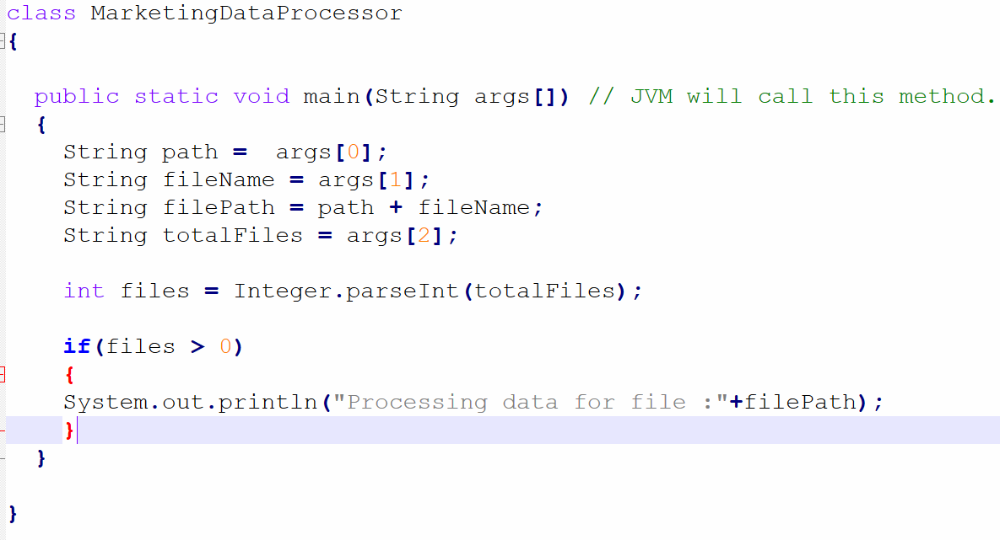 class MarketingDataProcessor
{
public static void main(String args[]) // JVM will call this method.
{
String path =  args[0];
String fileName = args[1];
String filePath = path + fileName;
String totalFiles = args[2];
int files = Integer.parseInt(totalFiles);
if(files > 0)
{
System.out.println("Processing data for file :"+filePath);
}
}
}